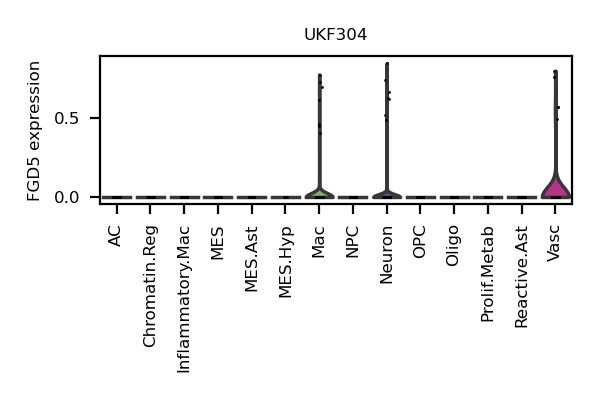 UKF304
FGD5 expression
0.5
0.0
AC
Chromatin.Reg
Inflammatory.Mac
MES
MES.Ast
MES.Hyp
Mac
NPC
Neuron
OPC
Oligo
Prolif.Metab
Reactive.Ast
Vasc